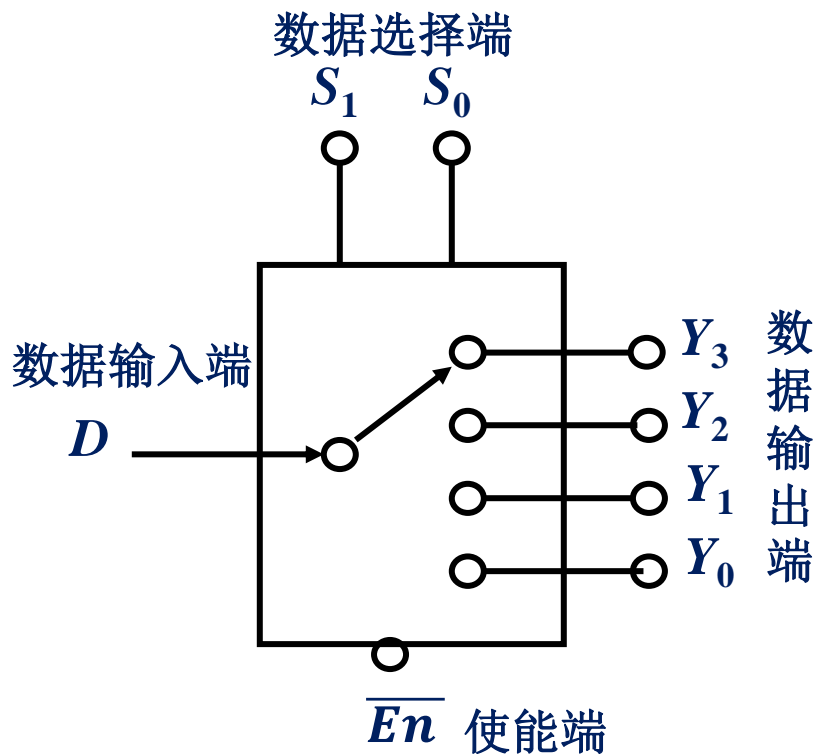 数据选择端
S₁ S₀
数据输入端
D
Y₃
Y₂
Y₁
Y₀
数据输出端
E̅n̅ 使能端